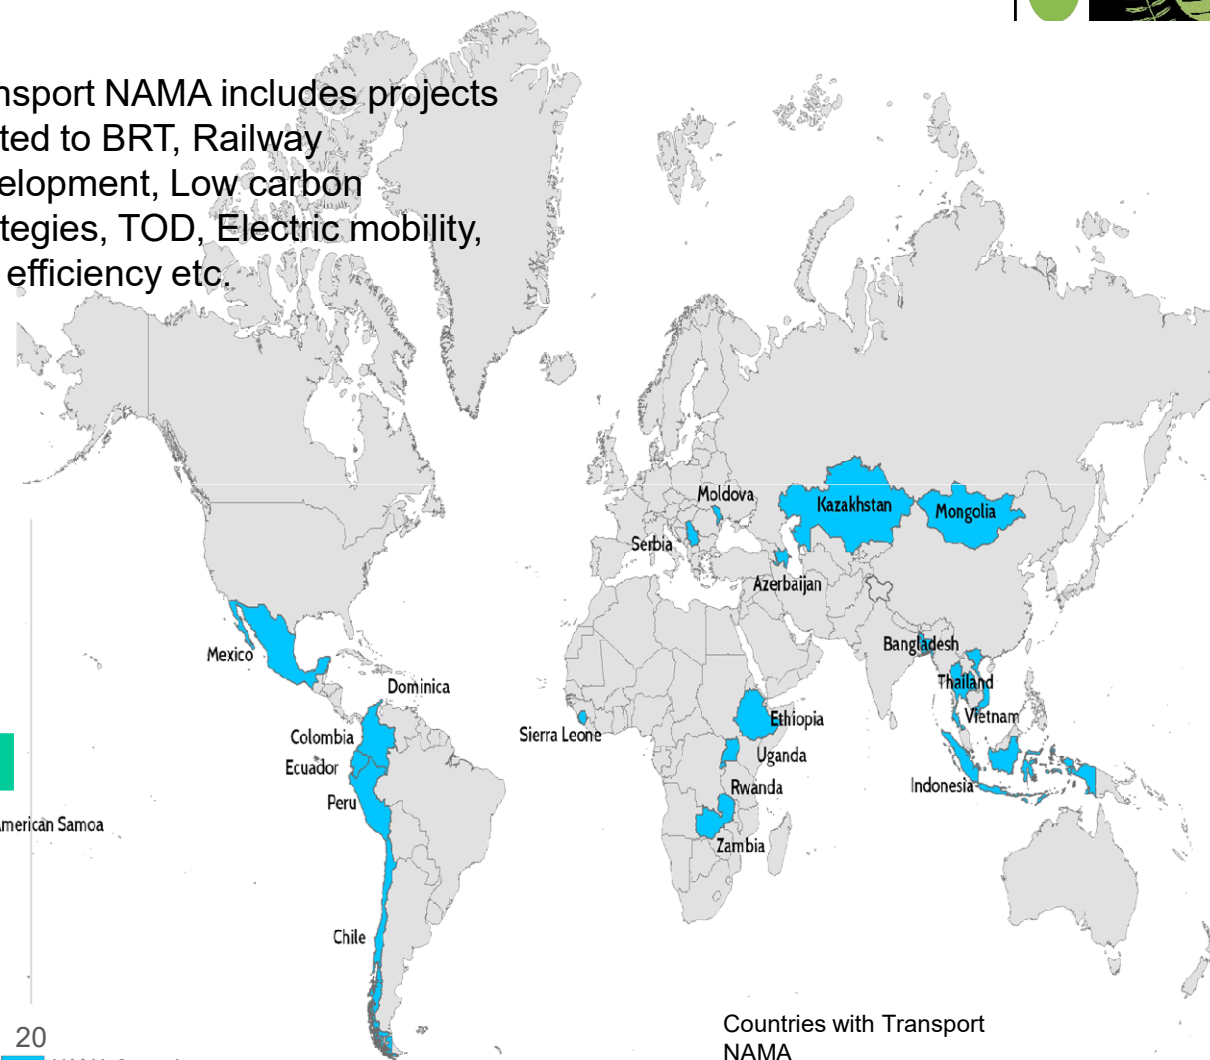 nsport NAMA includes projects
ted to BRT, Railway
elopment, Low carbon
tegies, TOD, Electric mobility,
efficiency etc.
Moldova
Kazakhstan
Mongolia
Serbia
Azerbaijan
Bangladesh
Mexico
Thailand
Dominica
Vietnam
Ethiopia
Sierra Leone
Colombia
Uganda
Ecuador
Rwanda
Indonesia
Peru
merican Samoa
Zambia
Chile
Countries with Transport
NAMA
20